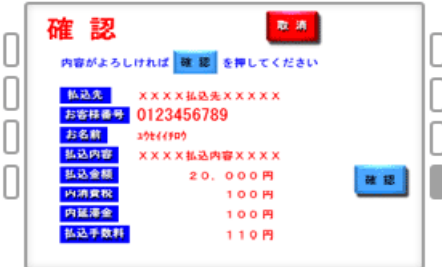 確認
取消
内容がよろしければ 確認 を押してください
払込先 ××××払込先×××××
お客様番号 0123456789
お名前 ﾕｳｾｲｲﾁﾛｳ
払込内容 ××××払込内容××××
払込金額 20,000円
内消費税 100円
内延滞金 100円
払込手数料 110円
確認